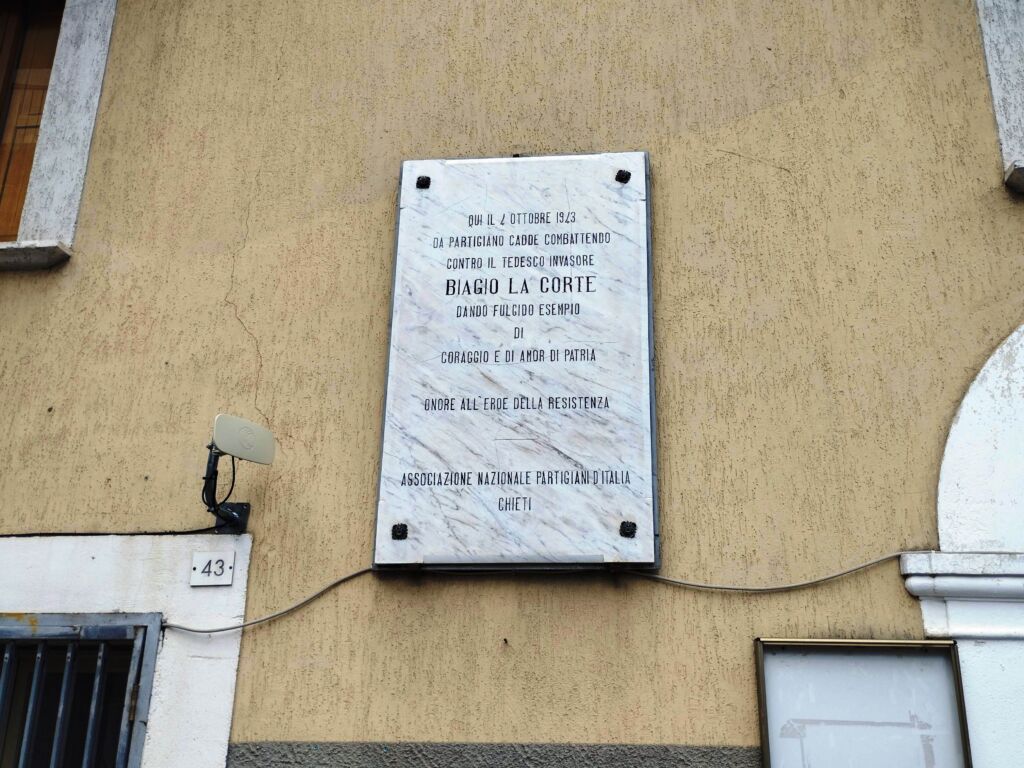 QUI IL 2 OTTOBRE 1943
DA PARTIGIANO CADDE COMBATTENDO
CONTRO IL TEDESCO INVASORE
BIAGIO LA CORTE
DANDO FULGIDO ESEMPIO
DI
CORAGGIO E DI AMOR DI PATRIA
ONORE ALL'EROE DELLA RESISTENZA
ASSOCIAZIONE NAZIONALE PARTIGIANI D'ITALIA
CHIETI
43